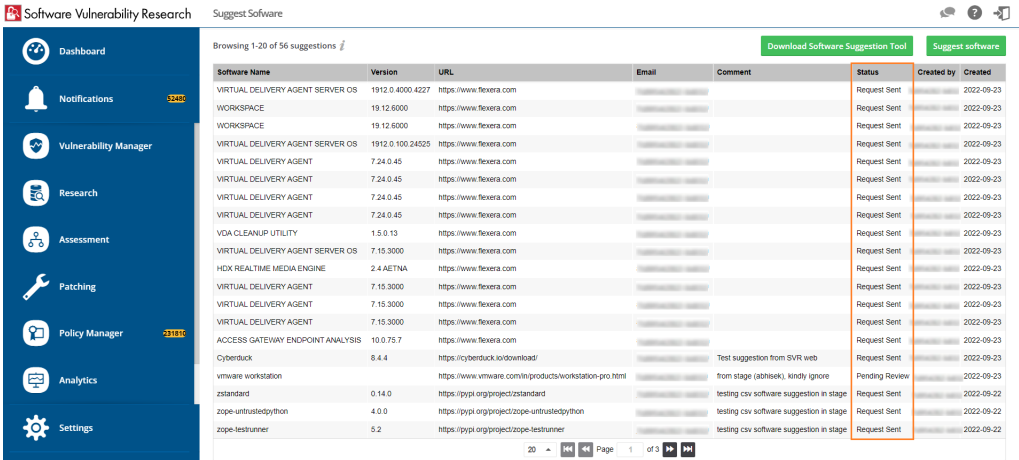 Software Vulnerability Research Suggest Sofware
Dashboard
Notifications 52480
Vulnerability Manager
Research
Assessment
Patching
Policy Manager 231810
Analytics
Settings
Browsing 1-20 of 56 suggestions i Download Software Suggestion Tool Suggest software
Software Name Version URL Email Comment Status Created by Created
VIRTUAL DELIVERY AGENT SERVER OS 1912.0.4000.4227 https://www.flexera.com Request Sent 2022-09-23
WORKSPACE 19.12.6000 https://www.flexera.com Request Sent 2022-09-23
WORKSPACE 19.12.6000 https://www.flexera.com Request Sent 2022-09-23
VIRTUAL DELIVERY AGENT SERVER OS 1912.0.100.24525 https://www.flexera.com Request Sent 2022-09-23
VIRTUAL DELIVERY AGENT 7.24.0.45 https://www.flexera.com Request Sent 2022-09-23
VIRTUAL DELIVERY AGENT 7.24.0.45 https://www.flexera.com Request Sent 2022-09-23
VIRTUAL DELIVERY AGENT 7.24.0.45 https://www.flexera.com Request Sent 2022-09-23
VIRTUAL DELIVERY AGENT 7.24.0.45 https://www.flexera.com Request Sent 2022-09-23
VDA CLEANUP UTILITY 1.5.0.13 https://www.flexera.com Request Sent 2022-09-23
VIRTUAL DELIVERY AGENT SERVER OS 7.15.3000 https://www.flexera.com Request Sent 2022-09-23
HDX REALTIME MEDIA ENGINE 2.4 AETNA https://www.flexera.com Request Sent 2022-09-23
VIRTUAL DELIVERY AGENT 7.15.3000 https://www.flexera.com Request Sent 2022-09-23
VIRTUAL DELIVERY AGENT 7.15.3000 https://www.flexera.com Request Sent 2022-09-23
VIRTUAL DELIVERY AGENT 7.15.3000 https://www.flexera.com Request Sent 2022-09-23
ACCESS GATEWAY ENDPOINT ANALYSIS 10.0.75.7 https://www.flexera.com Request Sent 2022-09-23
Cyberduck 8.4.4 https://cyberduck.io/download/ Test suggestion from SVR web Request Sent 2022-09-23
vmware workstation https://www.vmware.com/in/products/workstation-pro.html from stage (abhisek), kindly ignore Pending Review 2022-09-23
zstandard 0.14.0 https://pypi.org/project/zstandard testing csv software suggestion in stage Request Sent 2022-09-22
zope-untrustedpython 4.0.0 https://pypi.org/project/zope-untrustedpython testing csv software suggestion in stage Request Sent 2022-09-22
zope-testrunner 5.2 https://pypi.org/project/zope-testrunner testing csv software suggestion in stage Request Sent 2022-09-22
20 Page 1 of 3